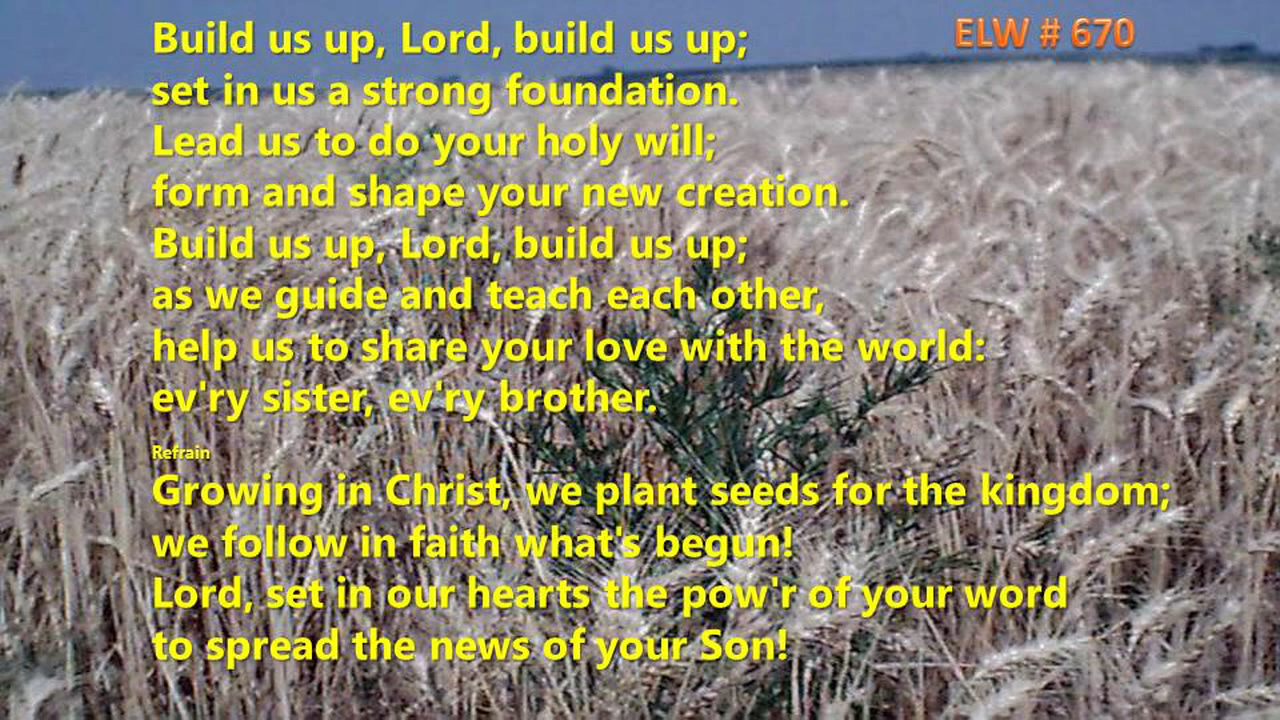 Build us up, Lord, build us up;
ELW # 670
set in us a strong foundation.
Lead us to do your holy will;
form and shape your new creation.
Build us up, Lord, build us up;
as we guide and teach each other,
help us to share your love with the world:
ev'ry sister, ev'ry brother.
Refrain
Growing in Christ, we plant seeds for the kingdom;
we follow in faith what's begun!
Lord, set in our hearts the pow'r of your word
to spread the news of your Son!